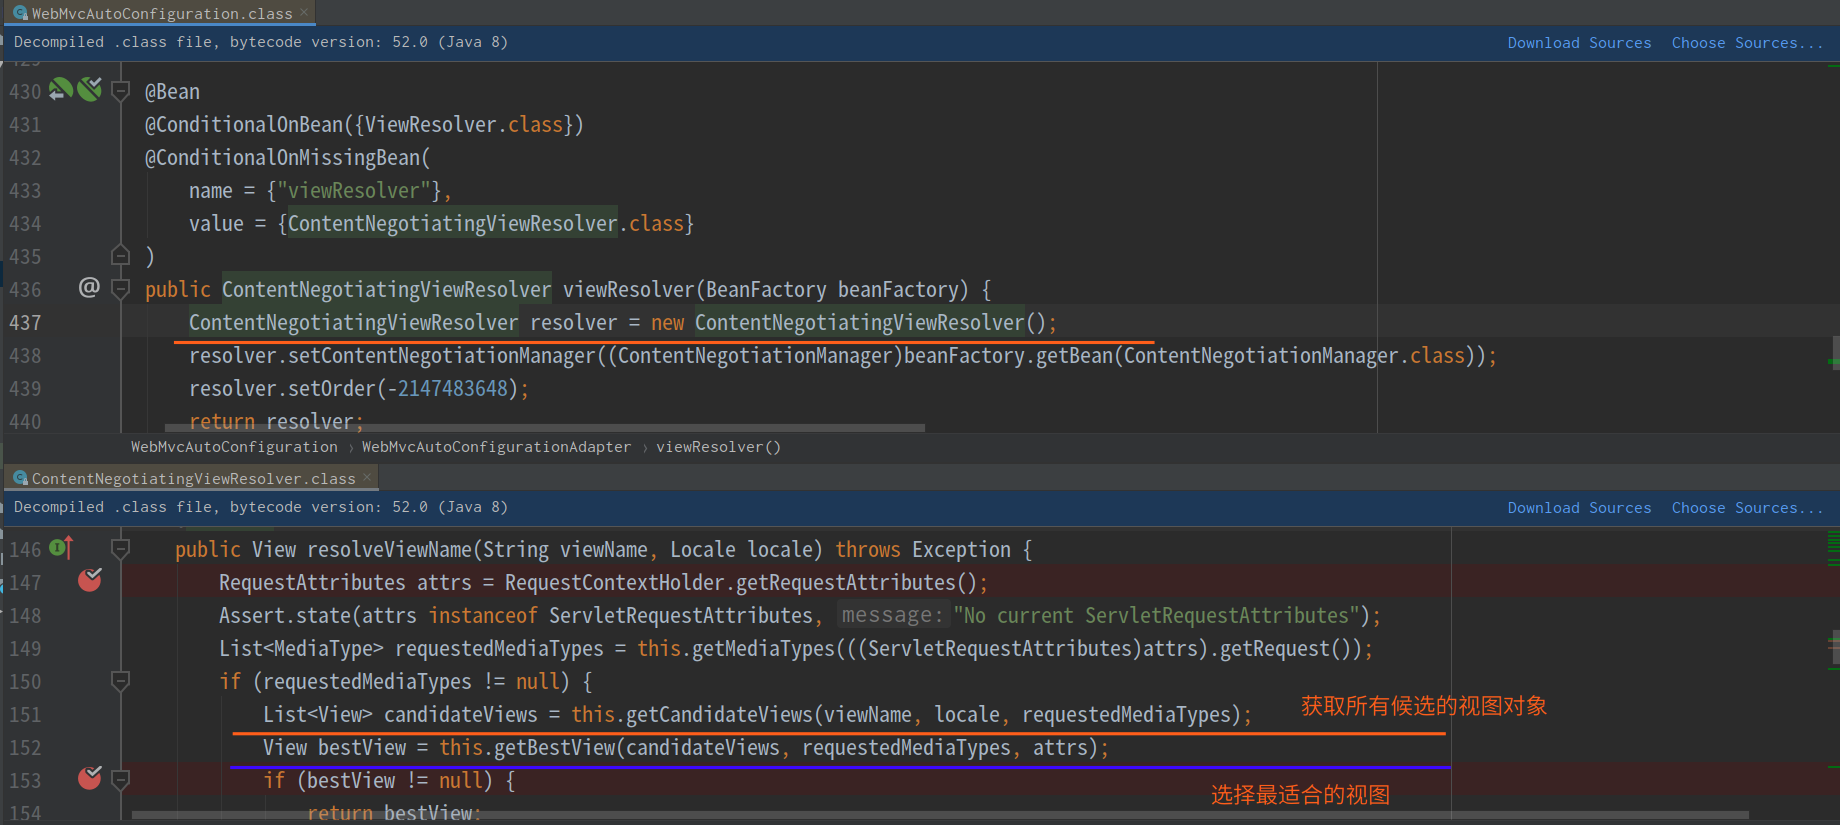 WebMvcAutoConfiguration.class
Decompiled .class file, bytecode version: 52.0 (Java 8)
Download Sources Choose Sources...
429
430 @Bean
431 @ConditionalOnBean({ViewResolver.class})
432 @ConditionalOnMissingBean(
433 name = {"viewResolver"},
434 value = {ContentNegotiatingViewResolver.class}
435 )
436 @ public ContentNegotiatingViewResolver viewResolver(BeanFactory beanFactory) {
437 ContentNegotiatingViewResolver resolver = new ContentNegotiatingViewResolver();
438 resolver.setContentNegotiationManager((ContentNegotiationManager)beanFactory.getBean(ContentNegotiationManager.class));
439 resolver.setOrder(-2147483648);
440 return resolver;
WebMvcAutoConfiguration › WebMvcAutoConfigurationAdapter › viewResolver()
ContentNegotiatingViewResolver.class
Decompiled .class file, bytecode version: 52.0 (Java 8)
Download Sources Choose Sources...
146 public View resolveViewName(String viewName, Locale locale) throws Exception {
147 RequestAttributes attrs = RequestContextHolder.getRequestAttributes();
148 Assert.state(attrs instanceof ServletRequestAttributes, message: "No current ServletRequestAttributes");
149 List<MediaType> requestedMediaTypes = this.getMediaTypes(((ServletRequestAttributes)attrs).getRequest());
150 if (requestedMediaTypes != null) {
151 List<View> candidateViews = this.getCandidateViews(viewName, locale, requestedMediaTypes);
获取所有候选的视图对象
152 View bestView = this.getBestView(candidateViews, requestedMediaTypes, attrs);
153 if (bestView != null) {
选择最适合的视图
154 return bestView;